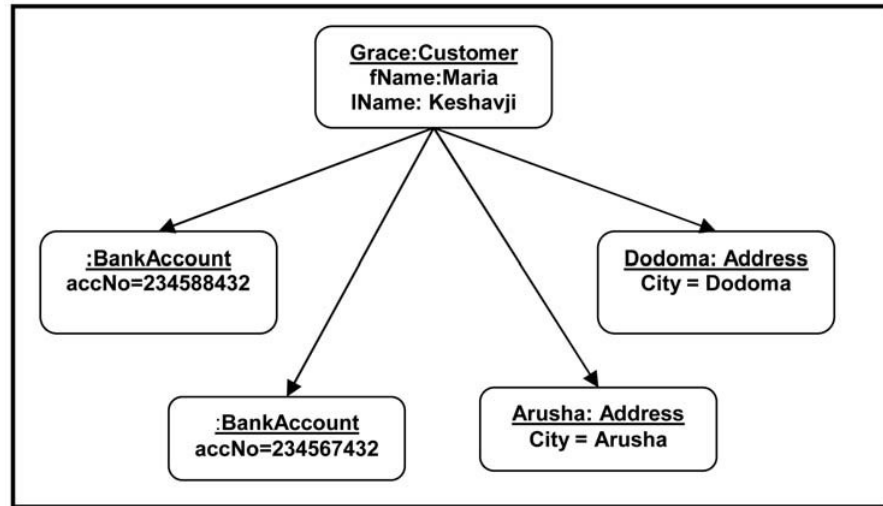 Grace:Customer
fName:Maria
lName: Keshavji
:BankAccount
accNo=234588432
Dodoma: Address
City = Dodoma
:BankAccount
accNo=234567432
Arusha: Address
City = Arusha